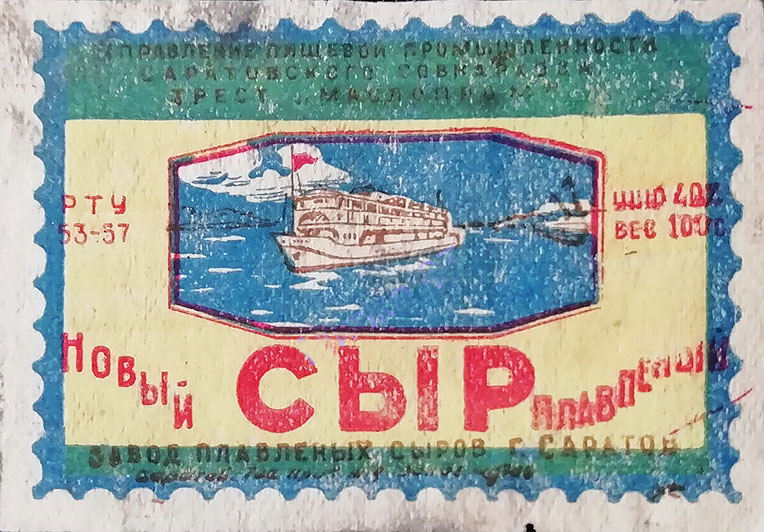 УПРАВЛЕНИЕ ПИЩЕВОЙ ПРОМЫШЛЕННОСТИ
САРАТОВСКОГО СОВНАРХОЗА
ТРЕСТ „МАСЛОПРОМ"
РТУ
53-57
ЖИР 40%
ВЕС 100г.
НОВЫЙ СЫР ПЛАВЛЕНЫЙ
ЗАВОД ПЛАВЛЕНЫХ СЫРОВ Г. САРАТОВ